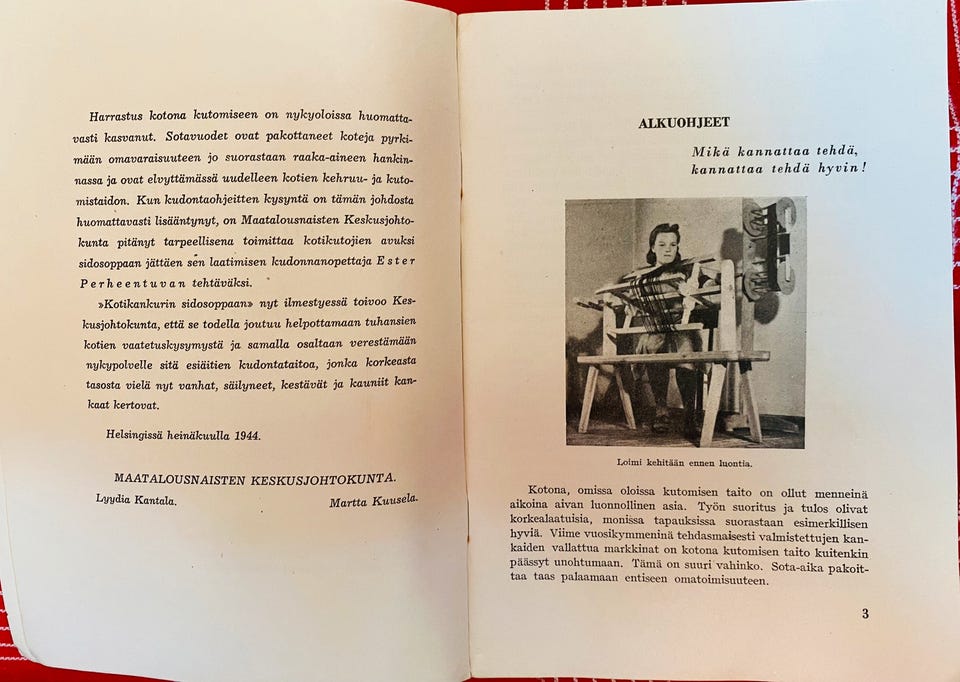 Harrastus kotona kutomiseen on nykyoloissa huomatta-
vasti kasvanut. Sotavuodet ovat pakottaneet koteja pyrki-
mään omavaraisuuteen jo suorastaan raaka-aineen hankin-
nassa ja ovat elvyttämässä uudelleen kotien kehruu- ja kuto-
mistaidon. Kun kudontaohjeitten kysyntä on tämän johdosta
huomattavasti lisääntynyt, on Maatalousnaisten Keskusjohto-
kunta pitänyt tarpeellisena toimittaa kotikutojien avuksi
sidosoppaan jättäen sen laatimisen kudonnanopettaja Ester
Perheentuvan tehtäväksi.
»Kotikankurin sidosoppaan» nyt ilmestyessä toivoo Kes-
kusjohtokunta, että se todella joutuu helpottamaan tuhansien
kotien vaatetuskysymystä ja samalla osaltaan verestämään
nykypolvelle sitä esiäitien kudontataitoa, jonka korkeasta
tasosta vielä nyt vanhat, säilyneet, kestävät ja kauniit kan-
kaat kertovat.
Helsingissä heinäkuulla 1944.
MAATALOUSNAISTEN KESKUSJOHTOKUNTA.
Lyydia Kantala. Martta Kuusela.
ALKUOHJEET
Mikä kannattaa tehdä,
kannattaa tehdä hyvin!
Loimi kehitään ennen luontia.
Kotona, omissa oloissa kutomisen taito on ollut menneinä
aikoina aivan luonnollinen asia. Työn suoritus ja tulos olivat
korkealaatuisia, monissa tapauksissa suorastaan esimerkillisen
hyviä. Viime vuosikymmeninä tehdasmaisesti valmistettujen kan-
kaiden vallattua markkinat on kotona kutomisen taito kuitenkin
päässyt unohtumaan. Tämä on suuri vahinko. Sota-aika pakoit-
taa taas palaamaan entiseen omatoimisuuteen.
3